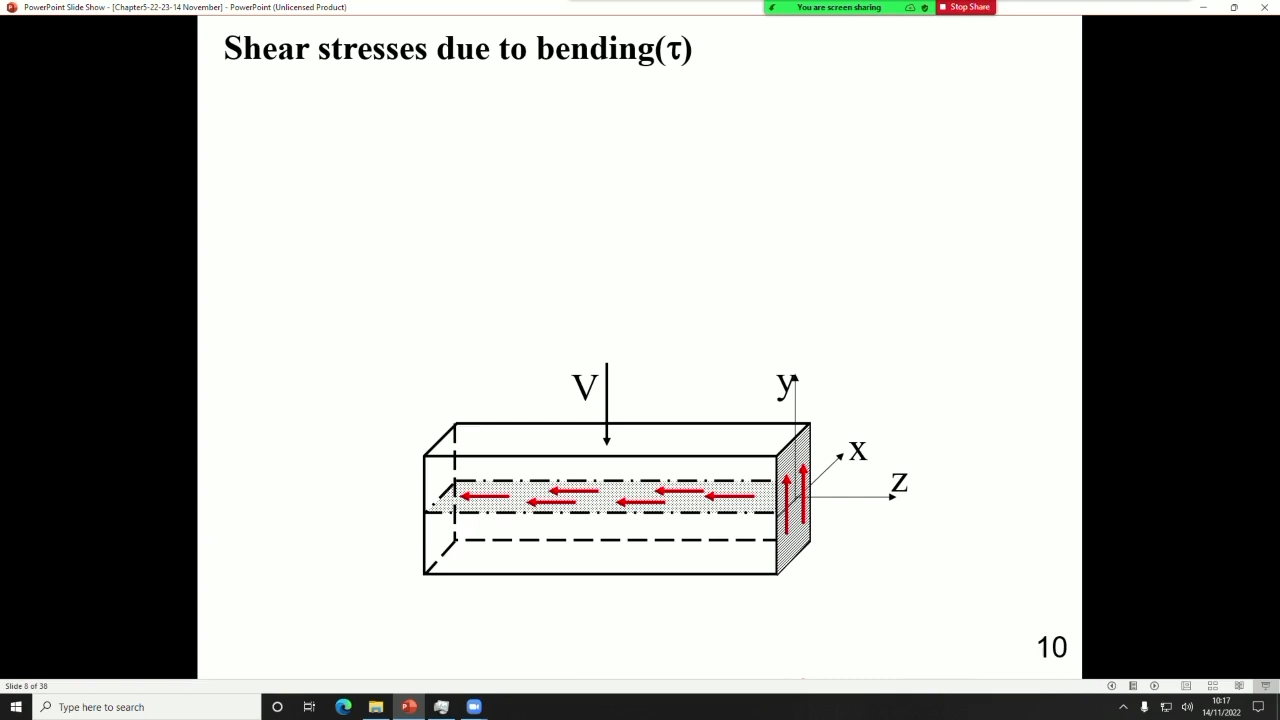 PowerPoint Slide Show - [Chapter5-22-23-14 November] - PowerPoint (Unlicensed Product)
You are screen sharing
Stop Share
Shear stresses due to bending(τ)
V
y
x
z
10
Slide 8 of 38
Type here to search
10:17
14/11/2022